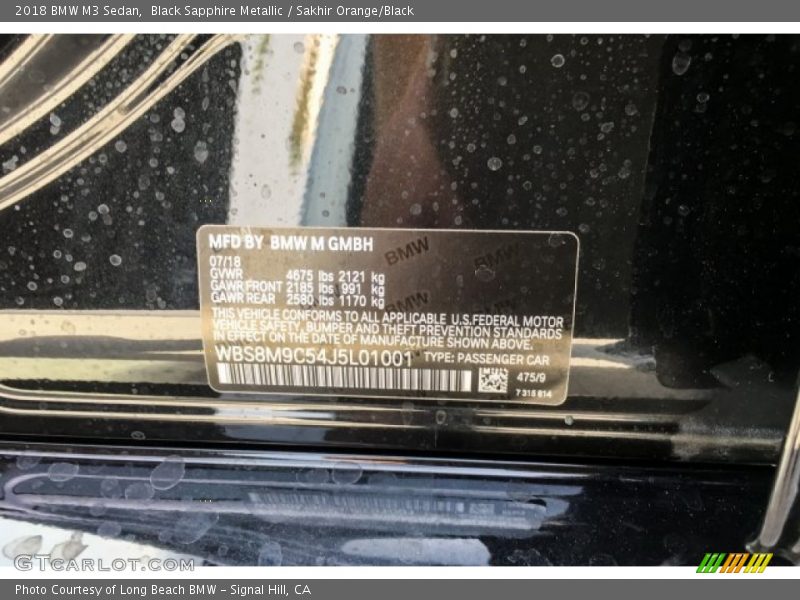 2018 BMW M3 Sedan,  Black Sapphire Metallic / Sakhir Orange/Black
MFD BY BMW M GMBH
BMW
BMW
07/18
GVWR 4675 lbs 2121 kg
GAWR FRONT 2185 lbs 991 kg
GAWR REAR 2580 lbs 1170 kg
BMW
THIS VEHICLE CONFORMS TO ALL APPLICABLE U.S.FEDERAL MOTOR
VEHICLE SAFETY, BUMPER AND THEFT PREVENTION STANDARDS
IN EFFECT ON THE DATE OF MANUFACTURE SHOWN ABOVE.
WBS8M9C54J5L01001 TYPE: PASSENGER CAR
475/9
7 315 614
GTCarLot.com
Photo Courtesy of Long Beach BMW – Signal Hill, CA